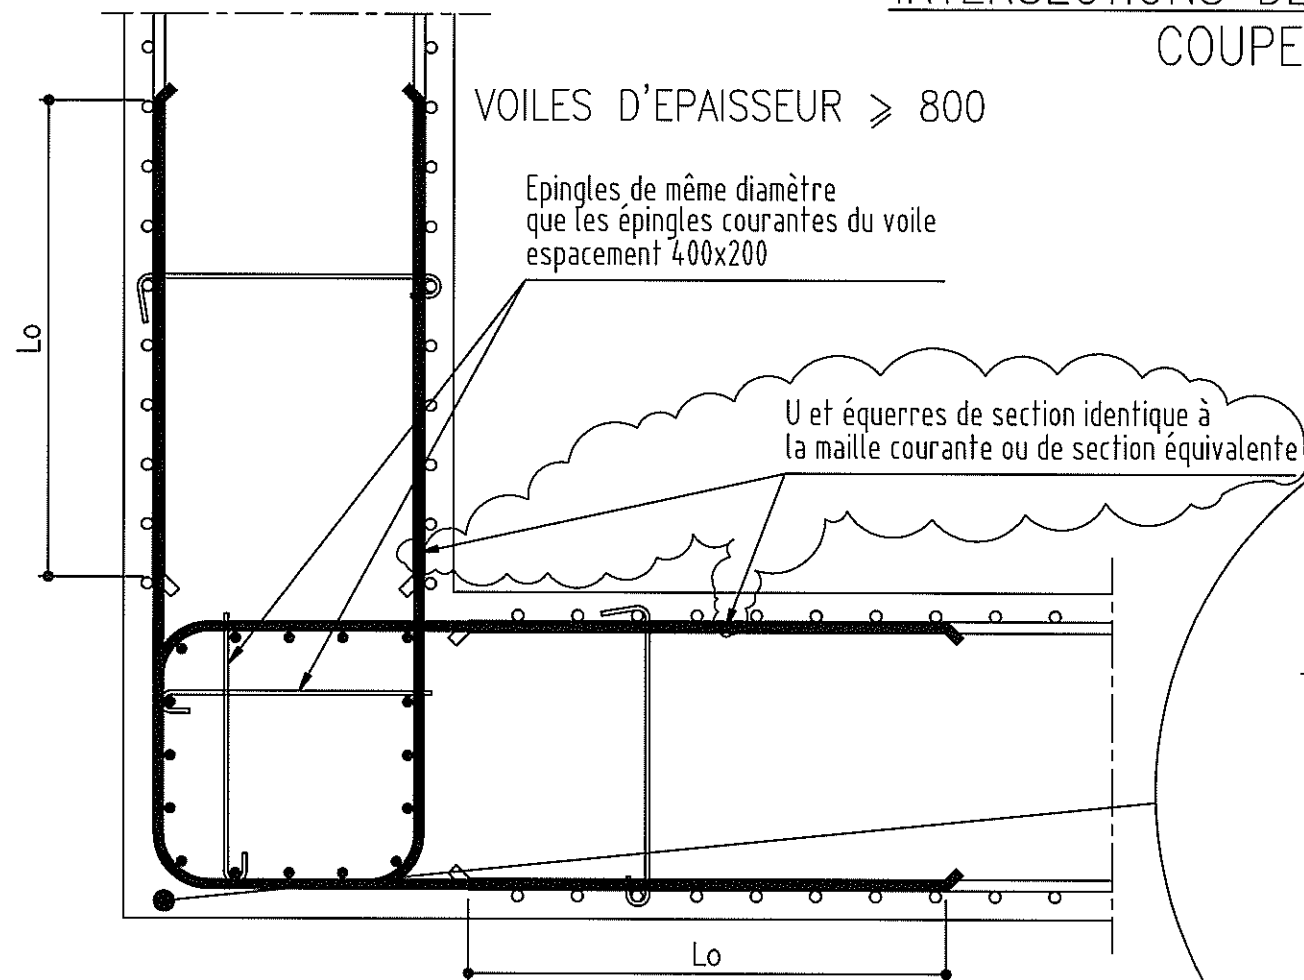 COUPE
VOILES D'EPAISSEUR ⩾ 800
Epingles de même diamètre
que les épingles courantes du voile
espacement 400x200
Lo
U et équerres de section identique à
la maille courante ou de section équivalente
Lo